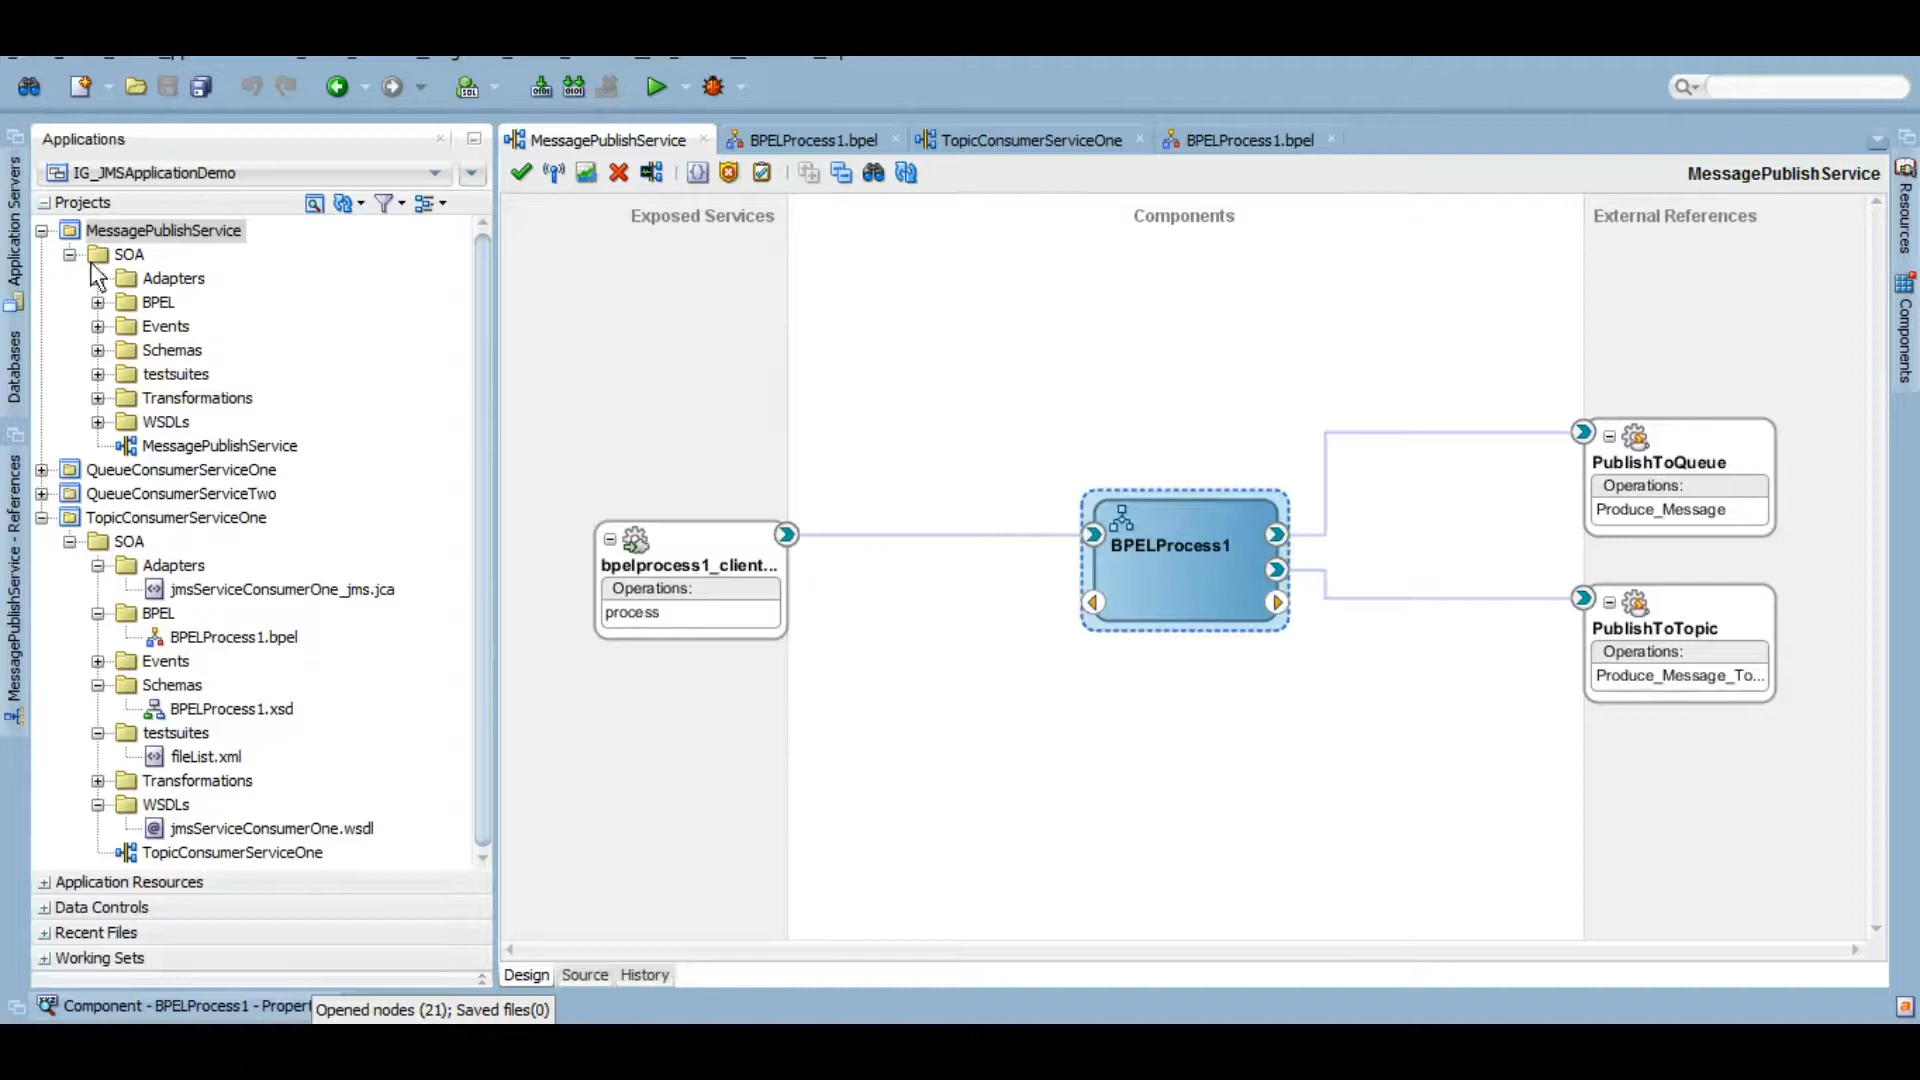 Applications
IG_JMSApplicationDemo
Projects
MessagePublishService
SOA
Adapters
BPEL
Events
Schemas
testsuites
Transformations
WSDLs
MessagePublishService
QueueConsumerServiceOne
QueueConsumerServiceTwo
TopicConsumerServiceOne
SOA
Adapters
jmsServiceConsumerOne_jms.jca
BPEL
BPELProcess1.bpel
Events
Schemas
BPELProcess1.xsd
testsuites
fileList.xml
Transformations
WSDLs
jmsServiceConsumerOne.wsdl
TopicConsumerServiceOne
Application Resources
Data Controls
Recent Files
Working Sets
Application Servers
Databases
MessagePublishService - References
MessagePublishService
BPELProcess1.bpel
TopicConsumerServiceOne
BPELProcess1.bpel
MessagePublishService
Exposed Services
Components
External References
bpelprocess1_client...
Operations:
process
BPELProcess1
PublishToQueue
Operations:
Produce_Message
PublishToTopic
Operations:
Produce_Message_To...
Design
Source
History
Resources
Components
Component - BPELProcess1 - Propert
Opened nodes (21); Saved files(0)